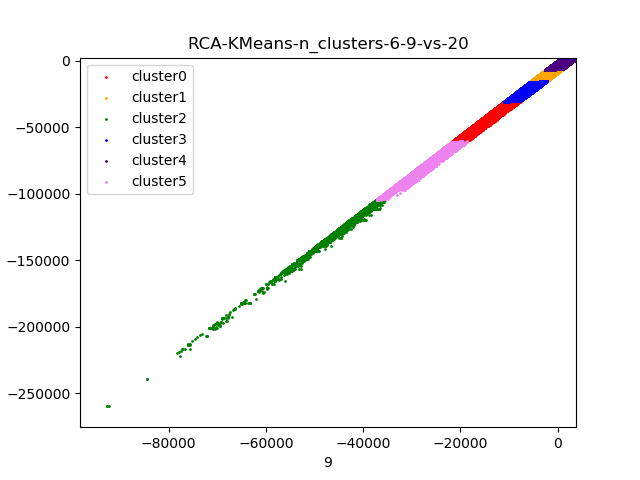 RCA-KMeans-n_clusters-6-9-vs-20
0
−50000
−100000
−150000
−200000
−250000
cluster0
cluster1
cluster2
cluster3
cluster4
cluster5
−80000 −60000 −40000 −20000 0
9